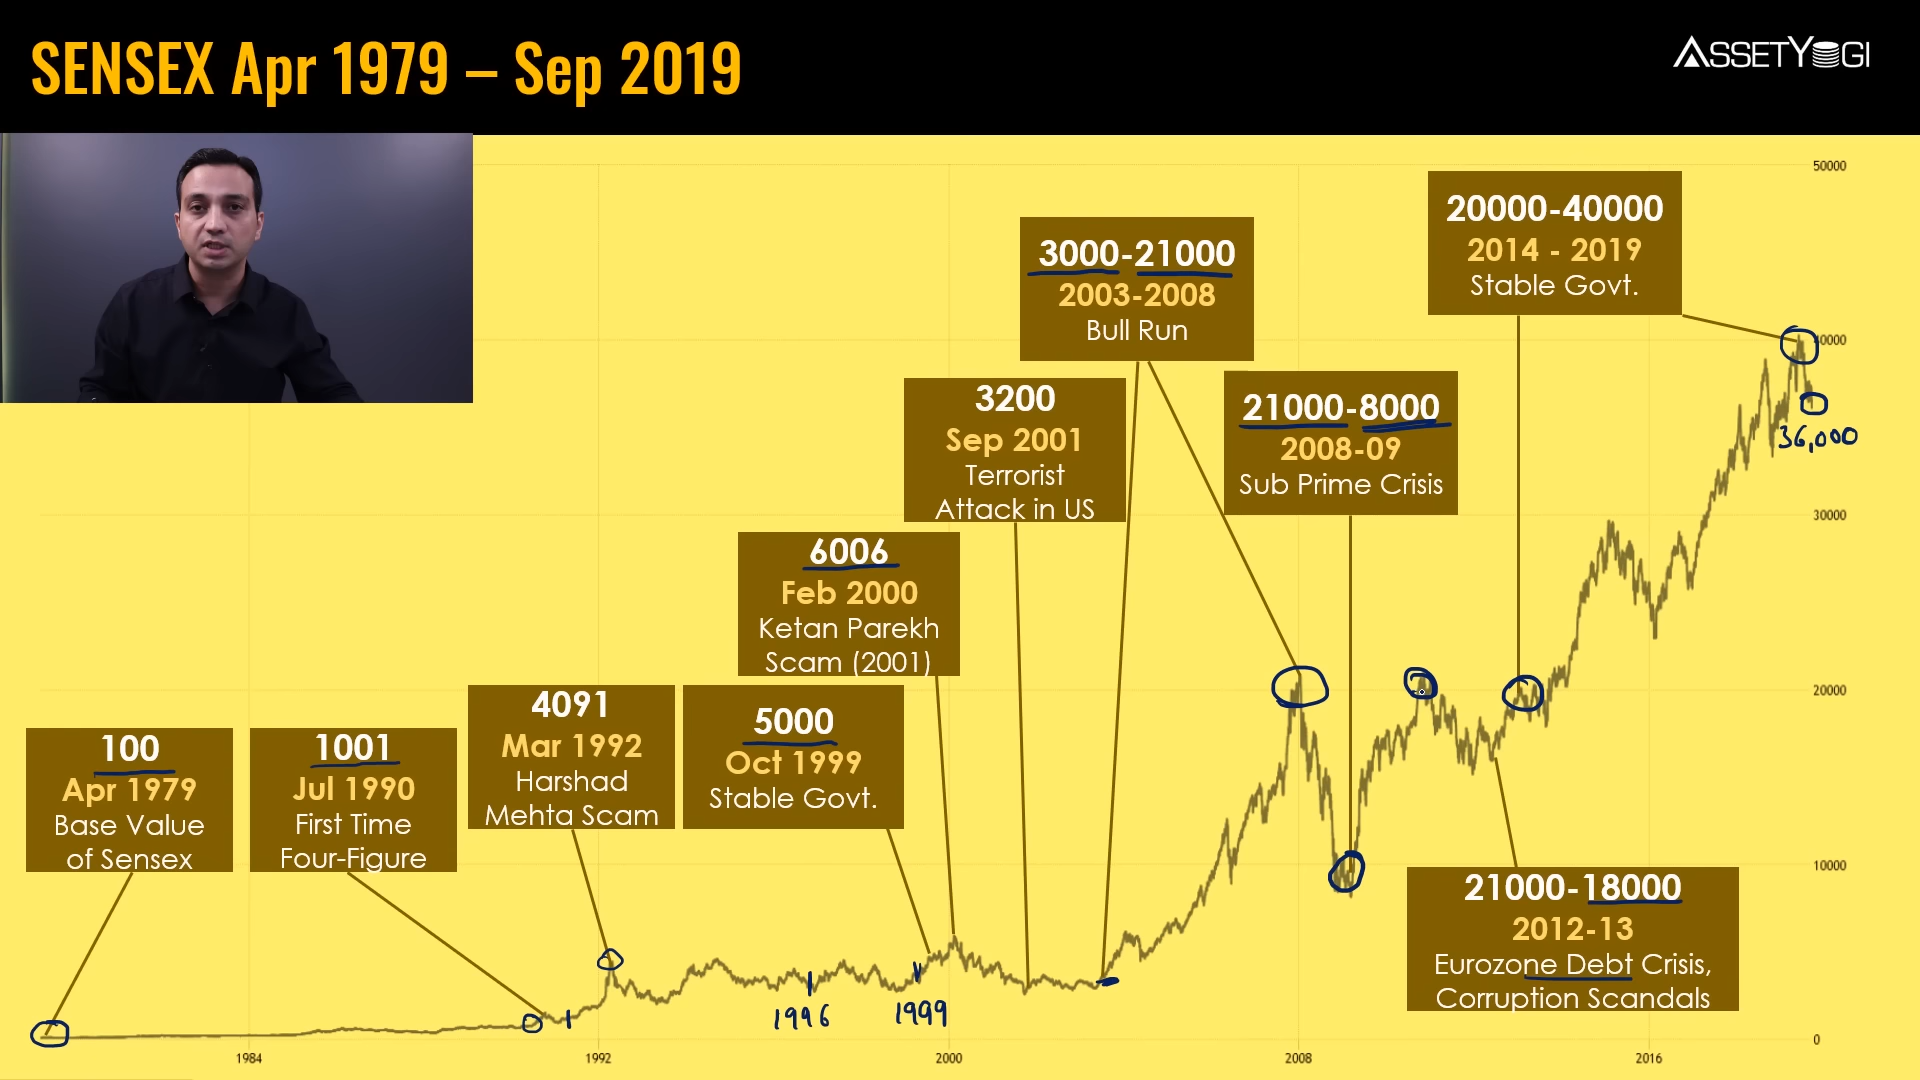 SENSEX Apr 1979 – Sep 2019
ASSETYOGI
50000
20000-40000
2014 - 2019
Stable Govt.
3000-21000
2003-2008
Bull Run
40000
3200
Sep 2001
Terrorist
Attack in US
21000-8000
2008-09
Sub Prime Crisis
36,000
30000
6006
Feb 2000
Ketan Parekh
Scam (2001)
20000
100
Apr 1979
Base Value
of Sensex
1001
Jul 1990
First Time
Four-Figure
4091
Mar 1992
Harshad
Mehta Scam
5000
Oct 1999
Stable Govt.
10000
21000-18000
2012-13
Eurozone Debt Crisis,
Corruption Scandals
1996
1999
0
1984
1992
2000
2008
2016